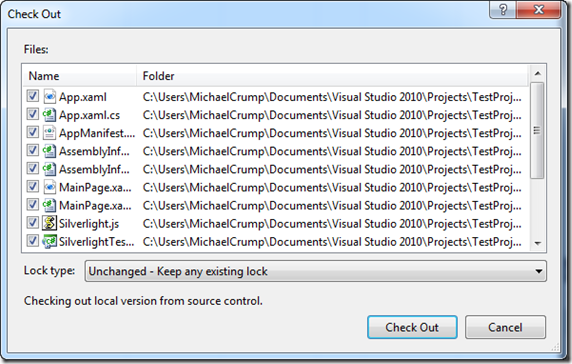 Check Out
Files:
Name Folder
App.xaml C:\Users\MichaelCrump\Documents\Visual Studio 2010\Projects\TestProj...
App.xaml.cs C:\Users\MichaelCrump\Documents\Visual Studio 2010\Projects\TestProj...
AppManifest.... C:\Users\MichaelCrump\Documents\Visual Studio 2010\Projects\TestProj...
AssemblyInf... C:\Users\MichaelCrump\Documents\Visual Studio 2010\Projects\TestProj...
AssemblyInf... C:\Users\MichaelCrump\Documents\Visual Studio 2010\Projects\TestProj...
MainPage.xa... C:\Users\MichaelCrump\Documents\Visual Studio 2010\Projects\TestProj...
MainPage.xa... C:\Users\MichaelCrump\Documents\Visual Studio 2010\Projects\TestProj...
Silverlight.js C:\Users\MichaelCrump\Documents\Visual Studio 2010\Projects\TestProj...
SilverlightTes... C:\Users\MichaelCrump\Documents\Visual Studio 2010\Projects\TestProj...
Lock type: Unchanged - Keep any existing lock
Checking out local version from source control.
Check Out Cancel